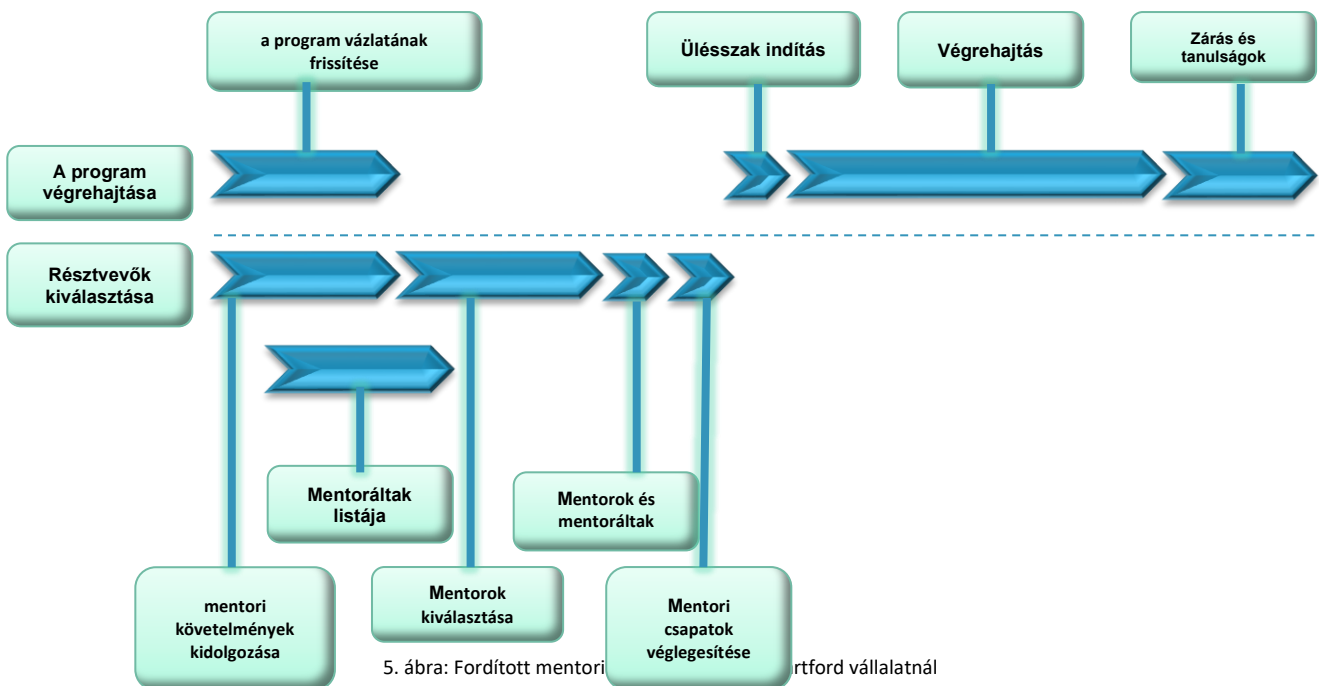 a program vázlatának
frissítése
Ülésszak indítás
Végrehajtás
Zárás és
tanulságok
A program
végrehajtása
Résztvevők
kiválasztása
Mentoráltak
listája
Mentorok és
mentoráltak
mentori
követelmények
kidolgozása
Mentorok
kiválasztása
Mentori
csapatok
véglegesítése
5. ábra: Fordított mentori vállalatnál